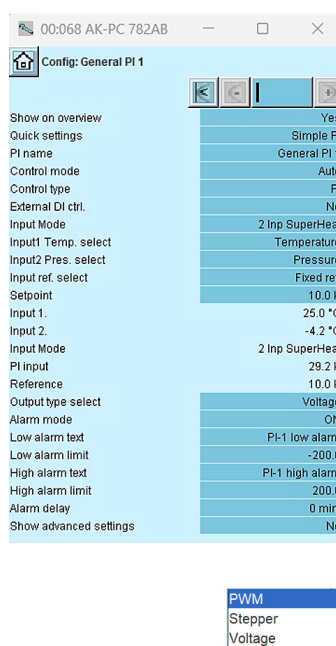 00:068 AK-PC 782AB
Config: General PI 1
Show on overview Yes
Quick settings Simple P
PI name General PI 1
Control mode Auto
Control type P
External DI ctrl. No
Input Mode 2 Inp SuperHea
Input1 Temp. select Temperature
Input2 Pres. select Pressure
Input ref. select Fixed ref
Setpoint 10.0 K
Input 1. 25.0 °C
Input 2. -4.2 °C
Input Mode 2 Inp SuperHea
PI input 29.2 K
Reference 10.0 K
Output type select Voltage
Alarm mode ON
Low alarm text PI-1 low alarm
Low alarm limit -200.0
High alarm text PI-1 high alarm
High alarm limit 200.0
Alarm delay 0 min
Show advanced settings No
PWM
Stepper
Voltage